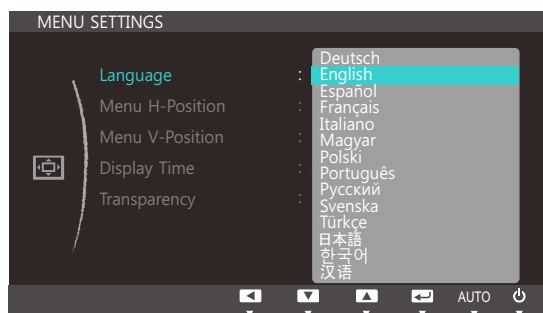 MENU SETTINGS
Language :
Menu H-Position :
Menu V-Position :
Display Time :
Transparency :
Deutsch
English
Español
Français
Italiano
Magyar
Polski
Português
Русский
Svenska
Türkçe
日本語
한국어
汉语
AUTO